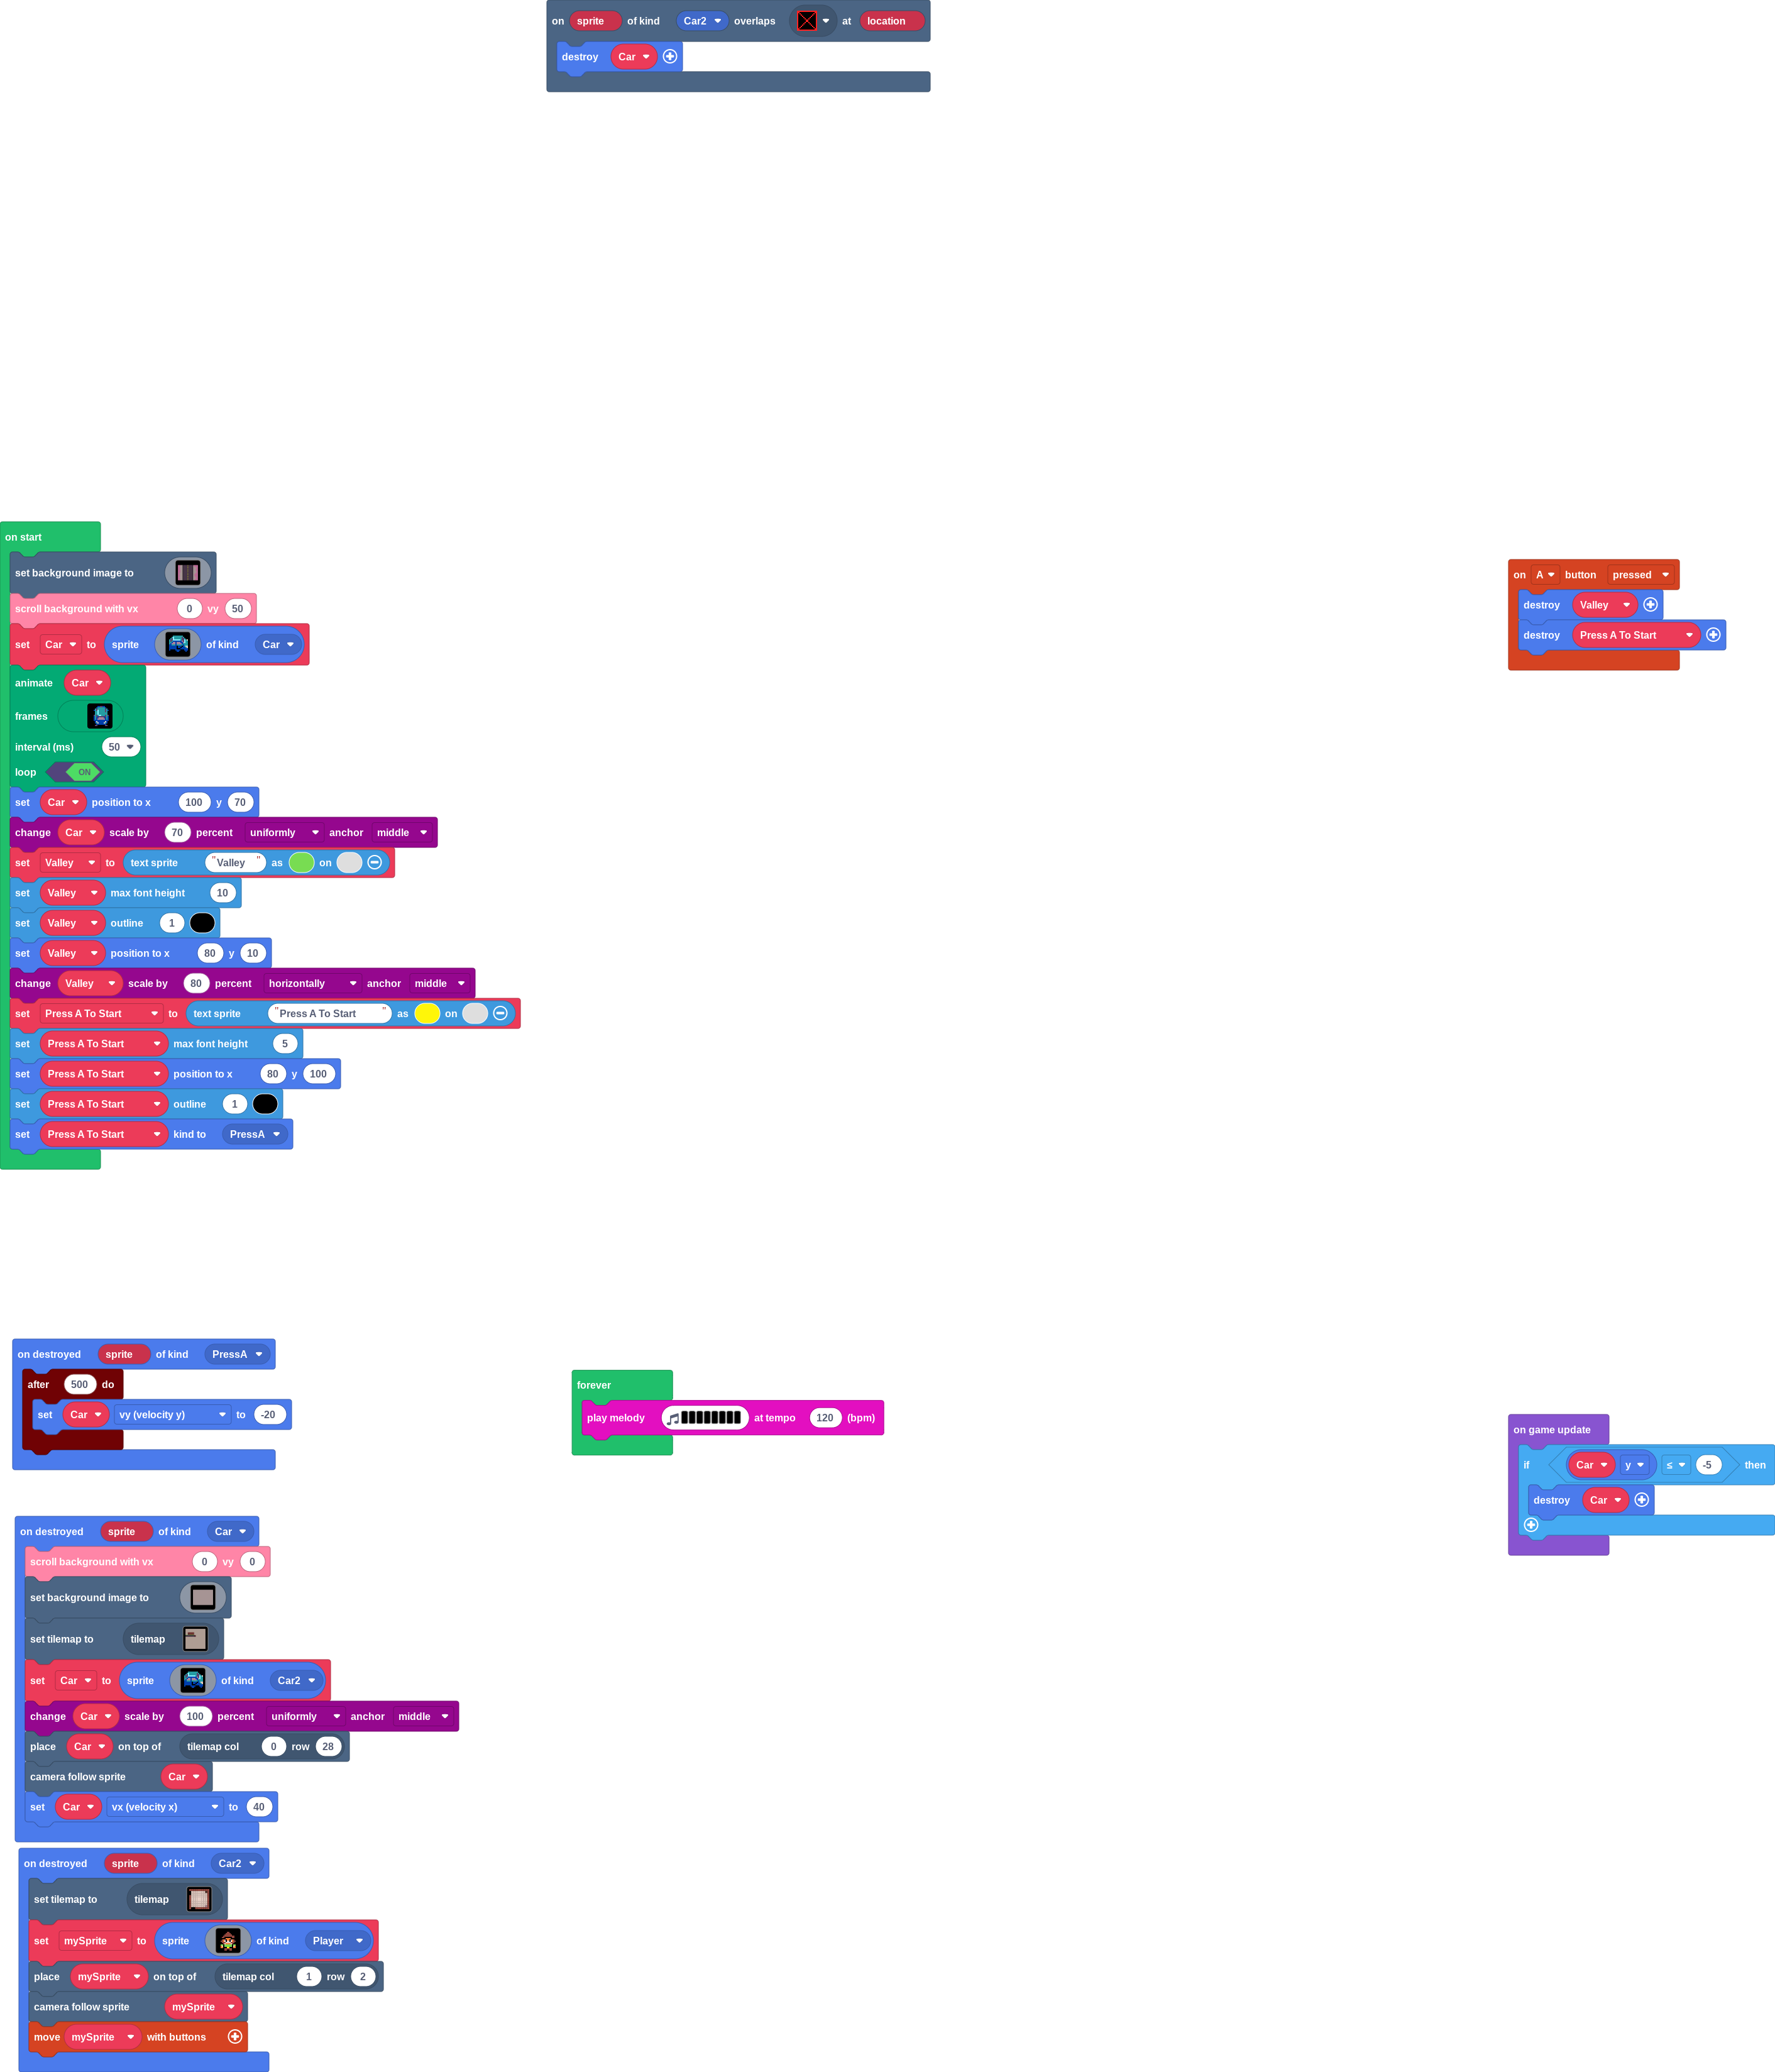 on sprite of kind Car2 overlaps at location
destroy Car
on start
set background image to
scroll background with vx 0 vy 50
set Car to sprite of kind Car
animate Car
frames
interval (ms) 50
loop ON
set Car position to x 100 y 70
change Car scale by 70 percent uniformly anchor middle
set Valley to text sprite "Valley" as on
set Valley max font height 10
set Valley outline 1
set Valley position to x 80 y 10
change Valley scale by 80 percent horizontally anchor middle
set Press A To Start to text sprite "Press A To Start" as on
set Press A To Start max font height 5
set Press A To Start position to x 80 y 100
set Press A To Start outline 1
set Press A To Start kind to PressA
on A button pressed
destroy Valley
destroy Press A To Start
on destroyed sprite of kind PressA
after 500 do
set Car vy (velocity y) to -20
forever
play melody at tempo 120 (bpm)
on game update
if Car y ≤ -5 then
destroy Car
on destroyed sprite of kind Car
scroll background with vx 0 vy 0
set background image to
set tilemap to tilemap
set Car to sprite of kind Car2
change Car scale by 100 percent uniformly anchor middle
place Car on top of tilemap col 0 row 28
camera follow sprite Car
set Car vx (velocity x) to 40
on destroyed sprite of kind Car2
set tilemap to tilemap
set mySprite to sprite of kind Player
place mySprite on top of tilemap col 1 row 2
camera follow sprite mySprite
move mySprite with buttons